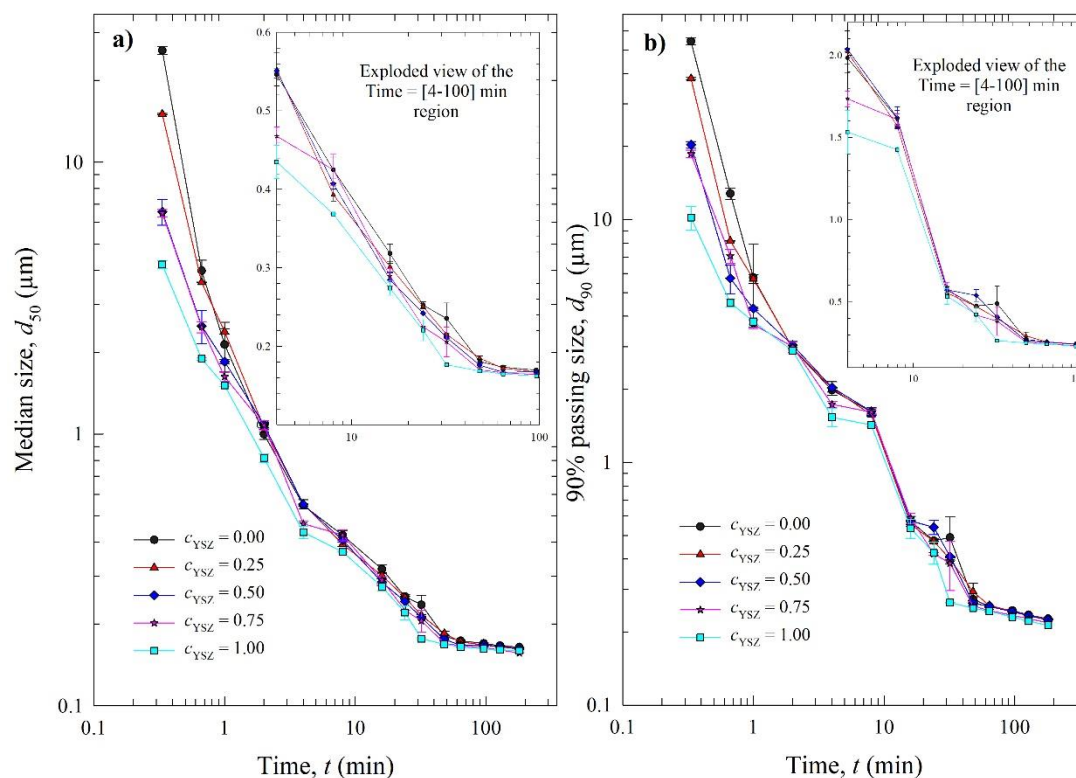 a)
Exploded view of the
Time = [4-100] min
region
0.6
0.5
0.4
0.3
0.2
10
100
Median size, d50 (µm)
10
1
0.1
cYSZ = 0.00
cYSZ = 0.25
cYSZ = 0.50
cYSZ = 0.75
cYSZ = 1.00
0.1
1
10
100
Time, t (min)
b)
Exploded view of the
Time = [4-100] min
region
2.0
1.5
1.0
0.5
10
90% passing size, d90 (µm)
10
1
0.1
cYSZ = 0.00
cYSZ = 0.25
cYSZ = 0.50
cYSZ = 0.75
cYSZ = 1.00
0.1
1
10
100
Time, t (min)